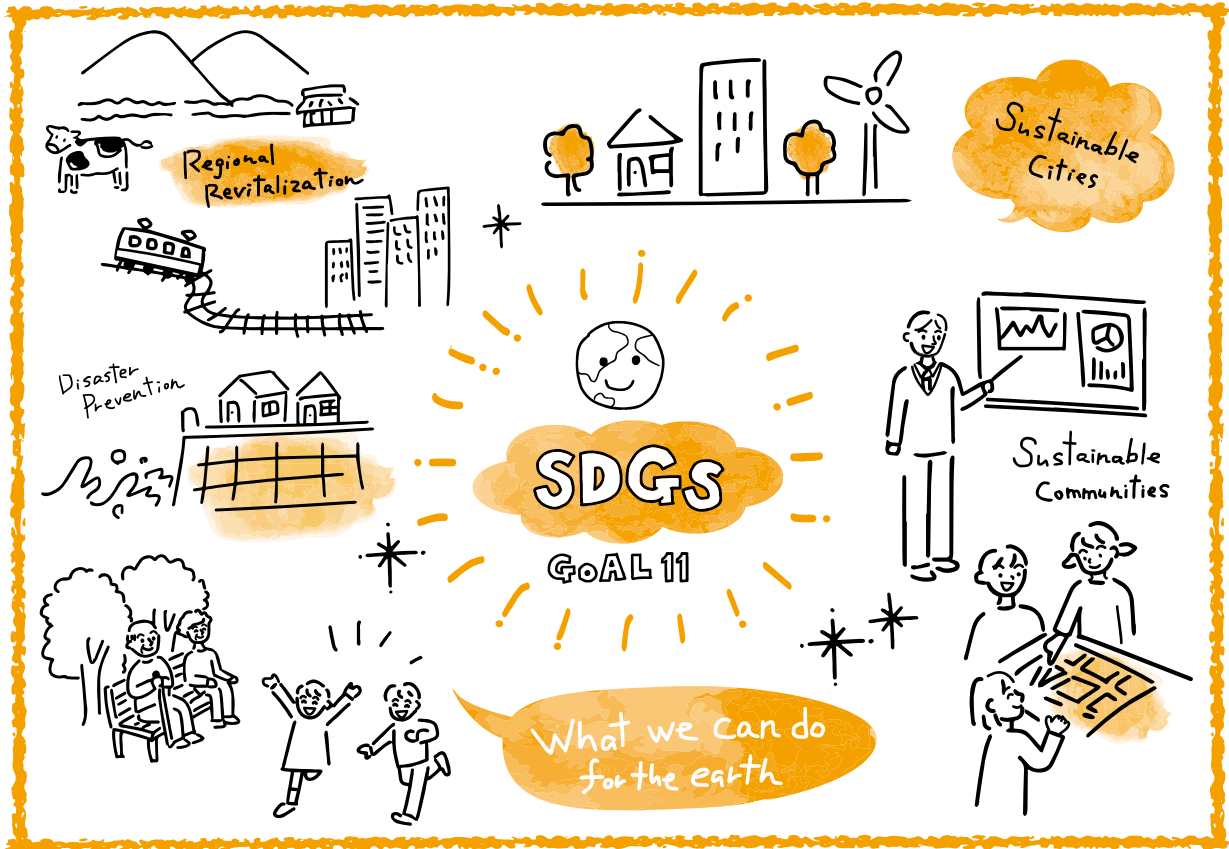 Regional
Revitalization
Sustainable
Cities
Disaster
Prevention
SDGs
GOAL 11
Sustainable
Communities
What we can do
for the earth